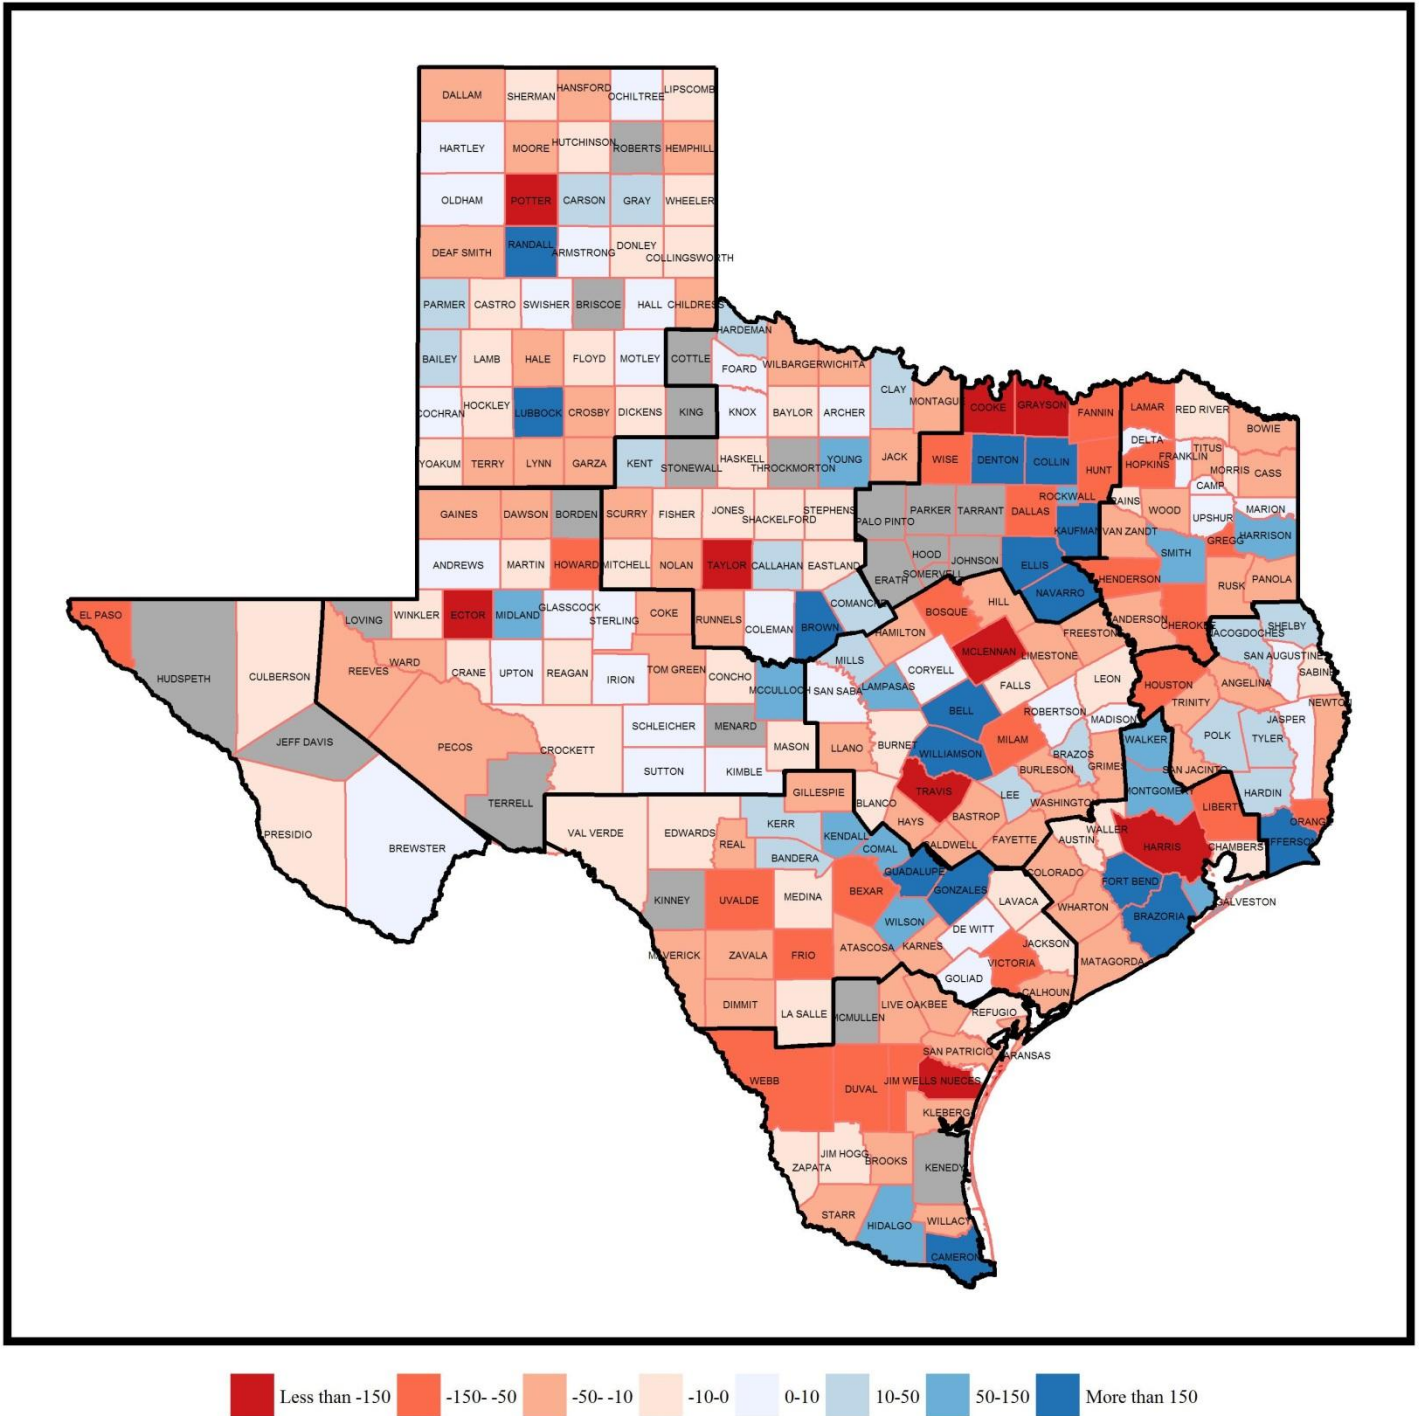 DALLAM SHERMAN HANSFORD OCHILTREE LIPSCOMB
HARTLEY MOORE HUTCHINSON ROBERTS HEMPHILL
OLDHAM POTTER CARSON GRAY WHEELER
DEAF SMITH RANDALL ARMSTRONG DONLEY COLLINGSWORTH
PARMER CASTRO SWISHER BRISCOE HALL CHILDRESS
HARDEMAN
BAILEY LAMB HALE FLOYD MOTLEY COTTLE FOARD WILBARGER WICHITA
CLAY
COCHRAN HOCKLEY LUBBOCK CROSBY DICKENS KING KNOX BAYLOR ARCHER MONTAGU COOKE GRAYSON FANNIN LAMAR RED RIVER
BOWIE
YOAKUM TERRY LYNN GARZA KENT STONEWALL HASKELL THROCKMORTON YOUNG JACK WISE DENTON COLLIN HUNT DELTA HOPKINS FRANKLIN TITUS MORRIS CASS
CAMP
GAINES DAWSON BORDEN SCURRY FISHER JONES SHACKELFORD STEPHENS PALO PINTO PARKER TARRANT DALLAS ROCKWALL KAUFMAN RAINS VAN ZANDT WOOD UPSHUR MARION
GREGG HARRISON
ANDREWS MARTIN HOWARD MITCHELL NOLAN TAYLOR CALLAHAN EASTLAND ERATH HOOD SOMERVELL JOHNSON ELLIS NAVARRO HENDERSON SMITH RUSK PANOLA
EL PASO HUDSPETH CULBERSON LOVING WINKLER ECTOR MIDLAND GLASSCOCK STERLING COKE RUNNELS COLEMAN BROWN COMANCHE HAMILTON BOSQUE HILL FREESTON ANDERSON CHEROKE NACOGDOCHES SHELBY
REEVES WARD CRANE UPTON REAGAN IRION TOM GREEN CONCHO MCCULLOCH SAN SABA MILLS LAMPASAS CORYELL MCLENNAN LIMESTONE FALLS LEON HOUSTON TRINITY ANGELINA SAN AUGUSTINE SABINE
JEFF DAVIS PECOS CROCKETT SCHLEICHER MENARD MASON LLANO BURNET BELL WILLIAMSON MILAM ROBERTSON BRAZOS MADISON WALKER POLK TYLER JASPER NEWTON
SUTTON KIMBLE BURLESON GRIMES SAN JACINTO
PRESIDIO BREWSTER TERRELL VAL VERDE EDWARDS GILLESPIE BLANCO TRAVIS HAYS BASTROP LEE WASHINGTON MONTGOMERY LIBERTY HARDIN ORANG
REAL KERR BANDERA KENDALL COMAL CALDWELL FAYETTE AUSTIN WALLER HARRIS CHAMBERS JEFFERSON
KINNEY UVALDE MEDINA BEXAR GUADALUPE GONZALES LAVACA COLORADO FORT BEND GALVESTON
WILSON DE WITT WHARTON BRAZORIA
MAVERICK ZAVALA FRIO ATASCOSA KARNES GOLIAD VICTORIA JACKSON MATAGORDA
DIMMIT LA SALLE MCMULLEN LIVE OAK BEE REFUGIO CALHOUN
SAN PATRICIO ARANSAS
WEBB DUVAL JIM WELLS NUECES
KLEBERG
ZAPATA JIM HOGG BROOKS KENEDY
STARR HIDALGO WILLACY
CAMERON
Less than -150 -150- -50 -50- -10 -10-0 0-10 10-50 50-150 More than 150